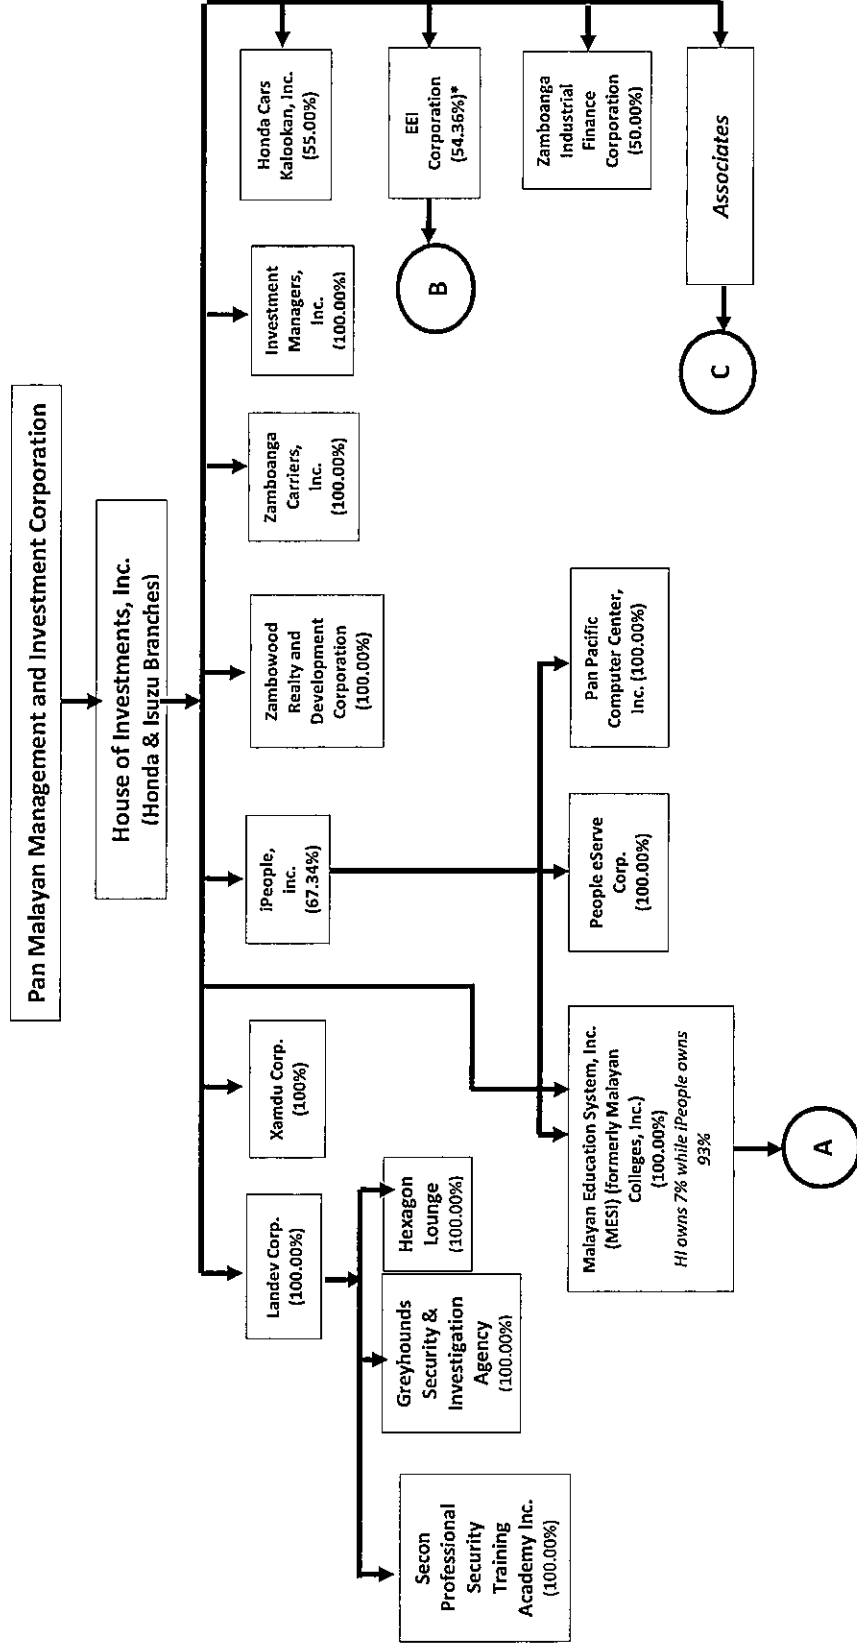 Pan Malayan Management and Investment Corporation
House of Investments, Inc.
(Honda & Isuzu Branches)
Landev Corp.
(100.00%)
Xamdu Corp.
(100%)
iPeople,
inc.
(67.34%)
Zambowood
Realty and
Development
Corporation
(100.00%)
Zamboanga
Carriers,
Inc.
(100.00%)
Investment
Managers,
Inc.
(100.00%)
Honda Cars
Kalookan, Inc.
(55.00%)
EEI
Corporation
(54.36%)*
B
Zamboanga
Industrial
Finance
Corporation
(50.00%)
Associates
C
Secon
Professional
Security
Training
Academy Inc.
(100.00%)
Greyhounds
Security &
Investigation
Agency
(100.00%)
Hexagon
Lounge
(100.00%)
Malayan Education System, Inc.
(MESI) (formerly Malayan
Colleges, Inc.)
(100.00%)
HI owns 7% while iPeople owns
93%
A
People eServe
Corp.
(100.00%)
Pan Pacific
Computer Center,
Inc. (100.00%)